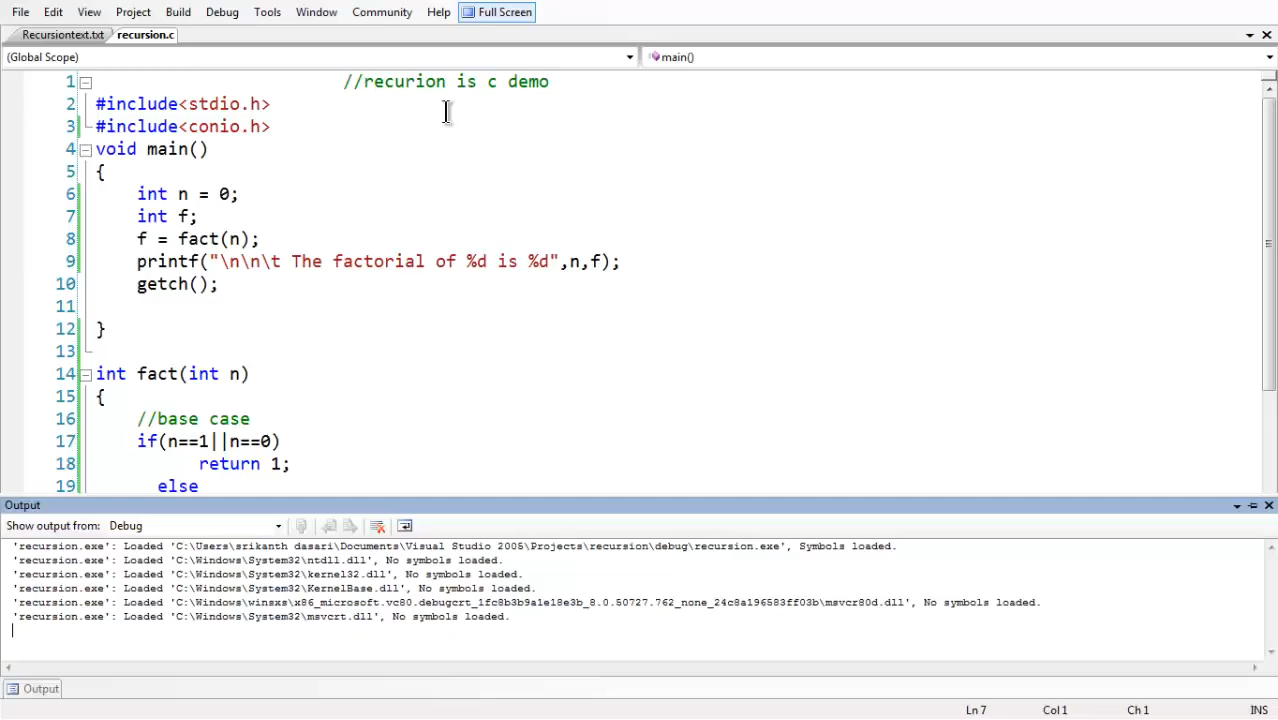 File Edit View Project Build Debug Tools Window Community Help Full Screen
Recursiontext.txt recursion.c
(Global Scope) main()
1 //recurion is c demo
2 #include<stdio.h>
3 #include<conio.h>
4 void main()
5 {
6 int n = 0;
7 int f;
8 f = fact(n);
9 printf("\n\n\t The factorial of %d is %d",n,f);
10 getch();
11
12 }
13
14 int fact(int n)
15 {
16 //base case
17 if(n==1||n==0)
18 return 1;
19 else
Output
Show output from: Debug
'recursion.exe': Loaded 'C:\Users\srikanth dasari\Documents\Visual Studio 2005\Projects\recursion\debug\recursion.exe', Symbols loaded.
'recursion.exe': Loaded 'C:\Windows\System32\ntdll.dll', No symbols loaded.
'recursion.exe': Loaded 'C:\Windows\System32\kernel32.dll', No symbols loaded.
'recursion.exe': Loaded 'C:\Windows\System32\KernelBase.dll', No symbols loaded.
'recursion.exe': Loaded 'C:\Windows\winsxs\x86_microsoft.vc80.debugcrt_1fc8b3b9a1e18e3b_8.0.50727.762_none_24c8a196583ff03b\msvcr80d.dll', No symbols loaded.
'recursion.exe': Loaded 'C:\Windows\System32\msvcrt.dll', No symbols loaded.
Output
Ln 7 Col 1 Ch 1 INS